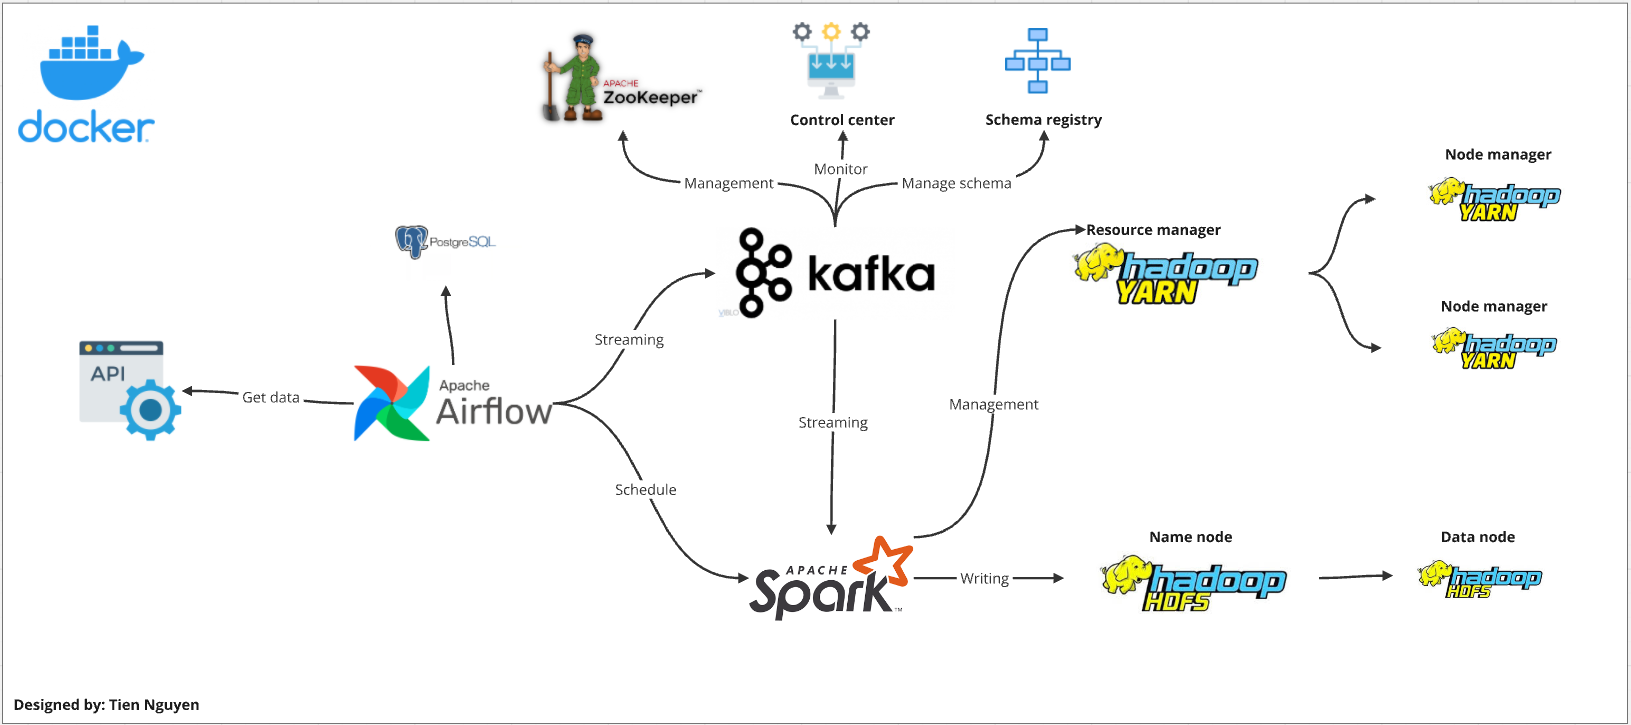 docker
APACHE
ZooKeeper™
Control center
Schema registry
Management
Monitor
Manage schema
Node manager
hadoop
YARN
PostgreSQL
kafka
Resource manager
hadoop
YARN
Node manager
hadoop
YARN
Streaming
API
Get data
Apache
Airflow
Streaming
Management
Schedule
APACHE
Spark™
Writing
Name node
hadoop
HDFS
Data node
hadoop
HDFS
Designed by: Tien Nguyen